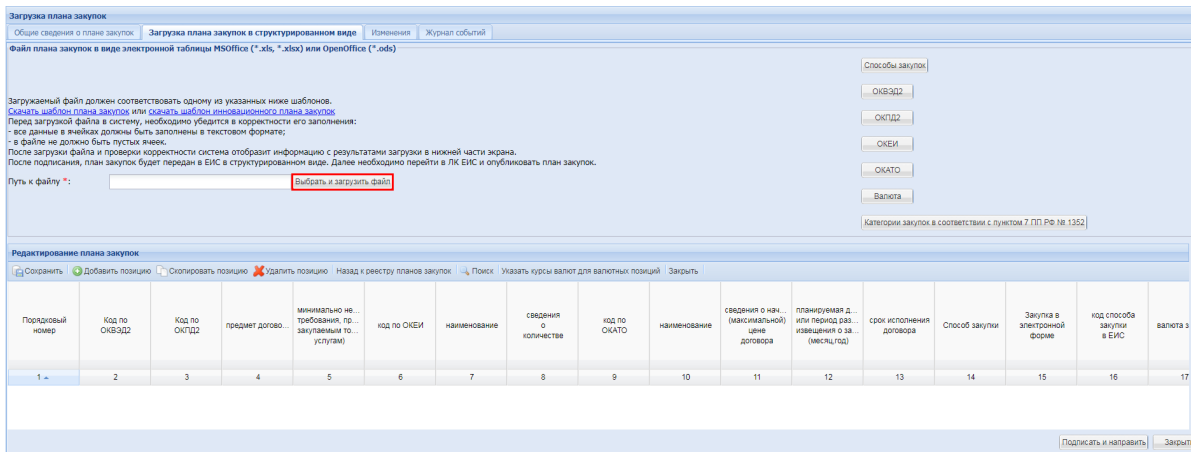 Загрузка плана закупок
Общие сведения о плане закупок Загрузка плана закупок в структурированном виде Изменения Журнал событий
Файл плана закупок в виде электронной таблицы MSOffice (*.xls, *.xlsx) или OpenOffice (*.ods)
Способы закупок
ОКВЭД2
Загружаемый файл должен соответствовать одному из указанных ниже шаблонов.
Скачать шаблон плана закупок или скачать шаблон инновационного плана закупок
Перед загрузкой файла в систему, необходимо убедится в корректности его заполнения:
ОКПД2
- все данные в ячейках должны быть заполнены в текстовом формате;
- в файле не должно быть пустых ячеек.
ОКЕИ
После загрузки файла и проверки корректности система отобразит информацию с результатами загрузки в нижней части экрана.
После подписания, план закупок будет передан в ЕИС в структурированном виде. Далее необходимо перейти в ЛК ЕИС и опубликовать план закупок.
ОКАТО
Путь к файлу *: Выбрать и загрузить файл
Валюта
Категории закупок в соответствии с пунктом 7 ПП РФ № 1352
Редактирование плана закупок
Сохранить Добавить позицию Скопировать позицию Удалить позицию Назад к реестру планов закупок Поиск Указать курсы валют для валютных позиций Закрыть
Порядковый номер
Код по ОКВЭД2
Код по ОКПД2
предмет догово...
минимально не... требования, пр... закупаемым то... услугам)
код по ОКЕИ
наименование
сведения о количестве
код по ОКАТО
наименование
сведения о нач... (максимальной) цене договора
планируемая д... или период раз... извещения о за... (месяц,год)
срок исполнения договора
Способ закупки
Закупка в электронной форме
код способа закупки в ЕИС
валюта з
1 2 3 4 5 6 7 8 9 10 11 12 13 14 15 16 17
Подписать и направить Закрыт